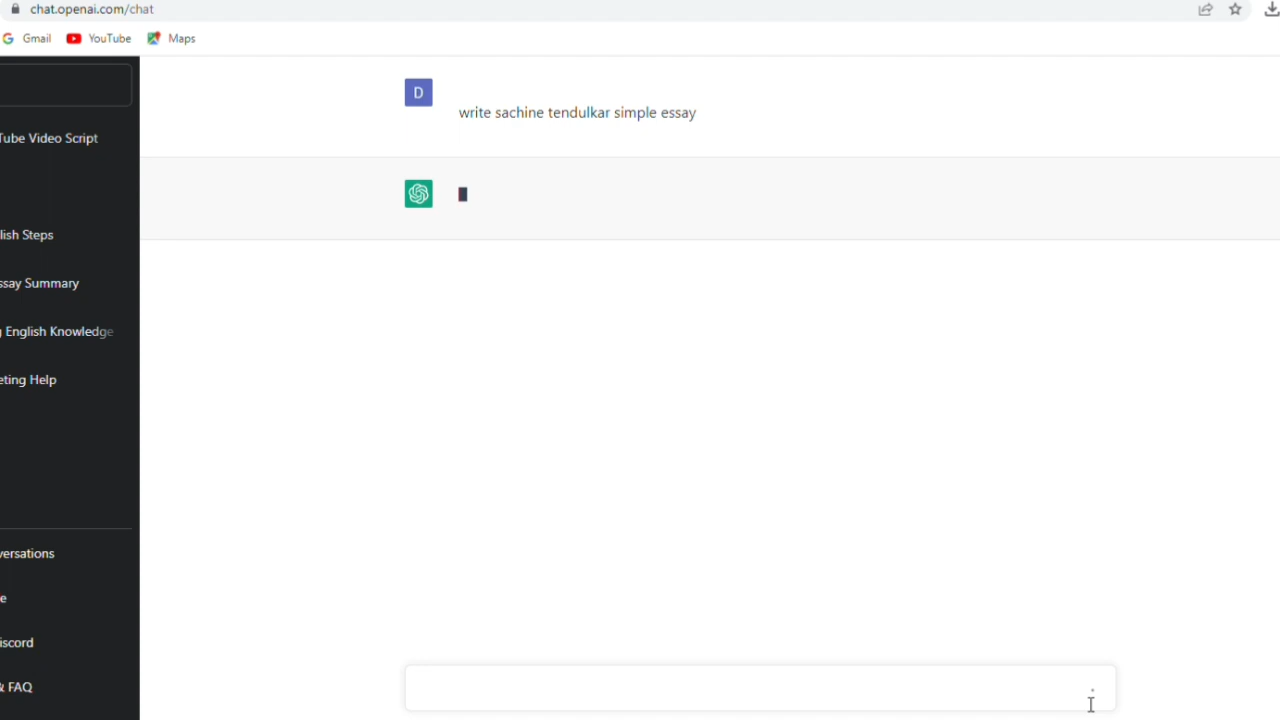 chat.openai.com/chat
Gmail YouTube Maps
D
write sachine tendulkar simple essay
Tube Video Script
lish Steps
ssay Summary
g English Knowledge
eting Help
versations
e
iscord
& FAQ